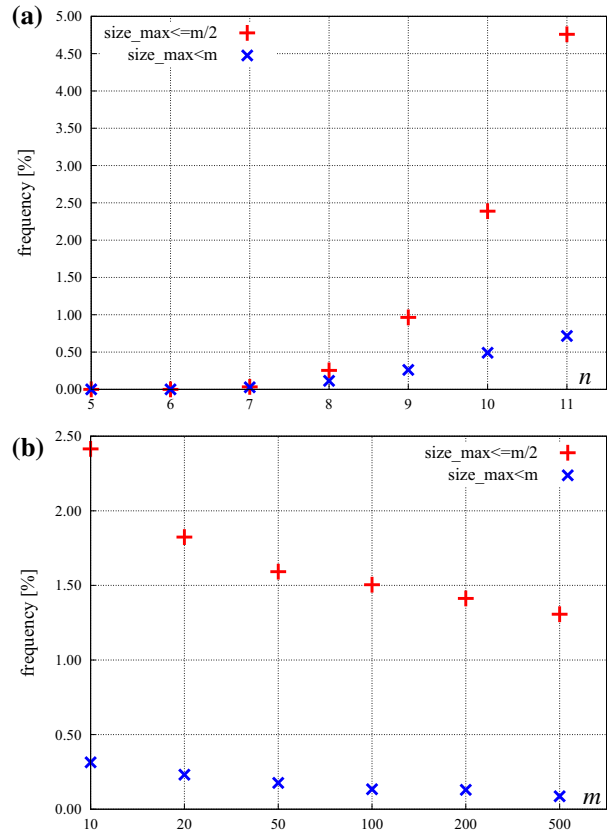 (a)
size_max<=m/2
size_max<m
frequency [%]
5.00
4.50
4.00
3.50
3.00
2.50
2.00
1.50
1.00
0.50
0.00
5 6 7 8 9 10 11
n
(b)
size_max<=m/2
size_max<m
frequency [%]
2.50
2.00
1.50
1.00
0.50
0.00
10 20 50 100 200 500
m